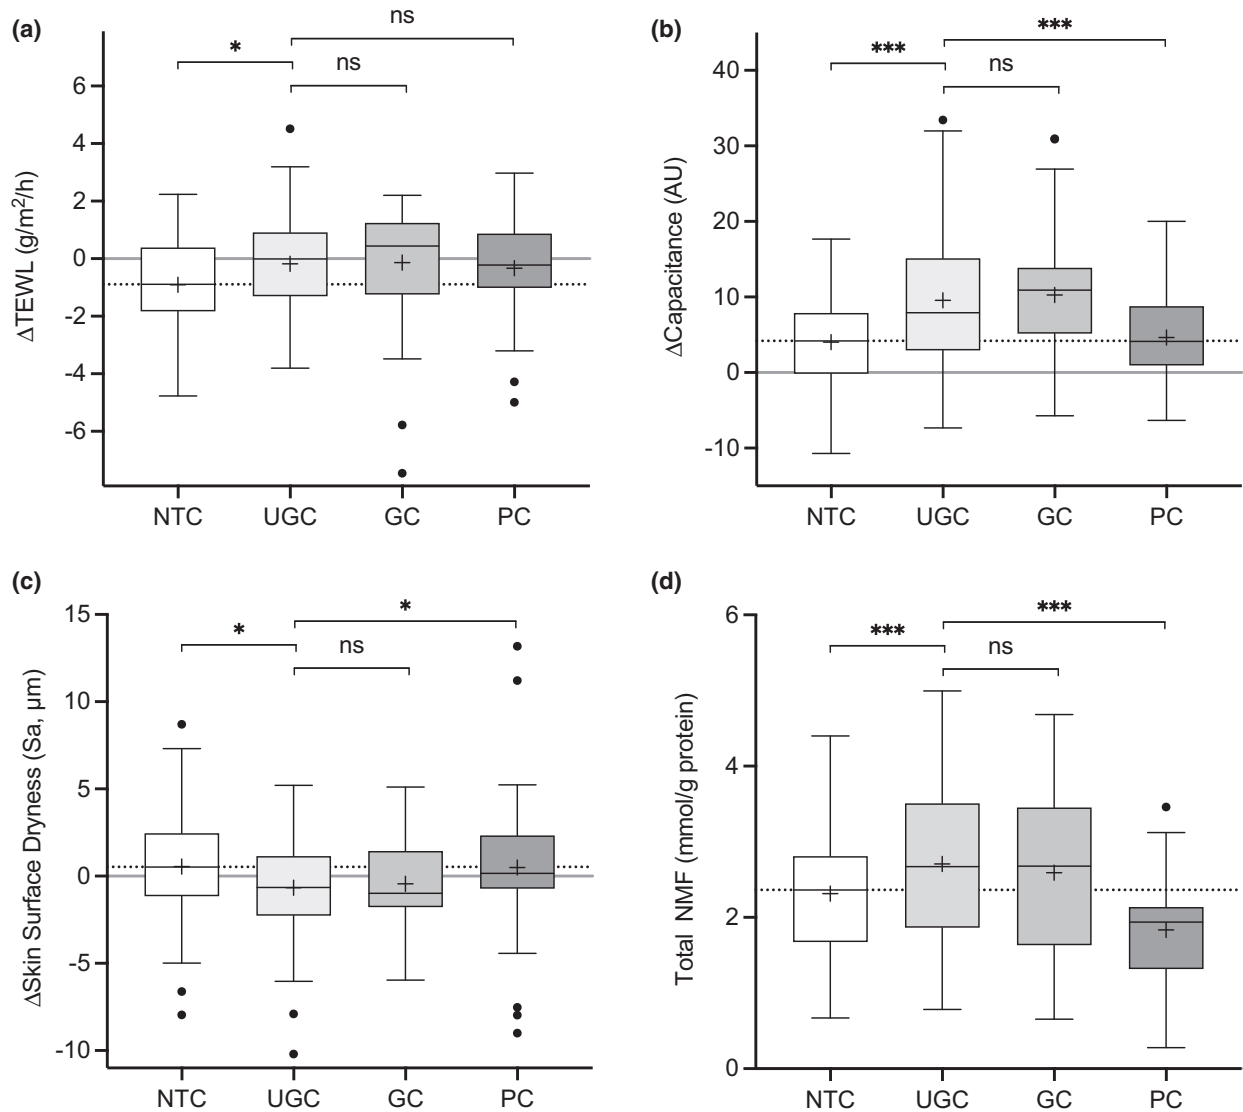 (a)
ns
*
ns
ΔTEWL (g/m²/h)
6
4
2
0
-2
-4
-6
NTC UGC GC PC
(b)
***
***
ns
ΔCapacitance (AU)
40
30
20
10
0
-10
NTC UGC GC PC
(c)
*
*
ns
ΔSkin Surface Dryness (Sa, μm)
15
10
5
0
-5
-10
NTC UGC GC PC
(d)
***
***
ns
Total NMF (mmol/g protein)
6
4
2
0
NTC UGC GC PC